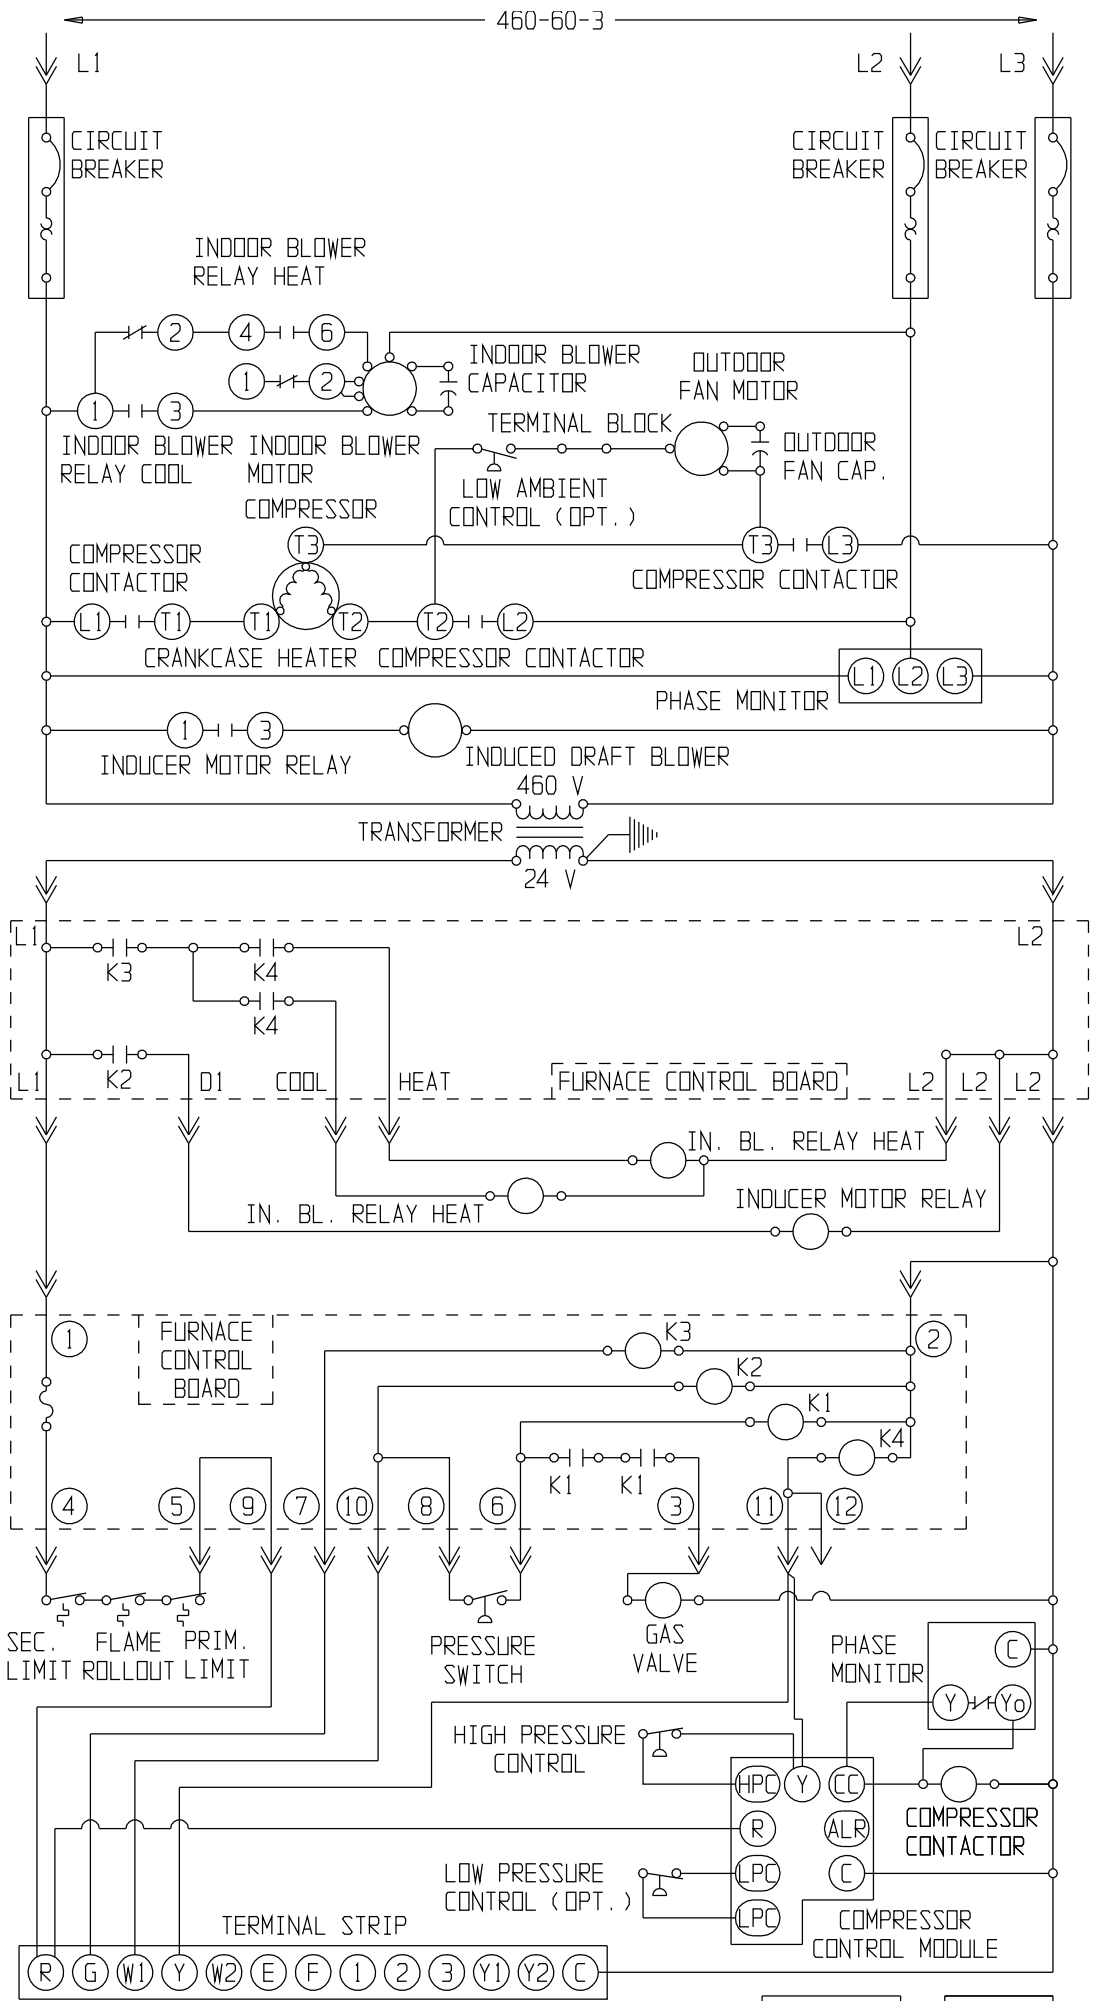 460-60-3
L1
L2
L3
CIRCUIT
BREAKER
CIRCUIT
BREAKER
CIRCUIT
BREAKER
INDOOR BLOWER
RELAY HEAT
2
4
6
1
2
INDOOR BLOWER
CAPACITOR
OUTDOOR
FAN MOTOR
1
3
INDOOR BLOWER
RELAY COOL
INDOOR BLOWER
MOTOR
TERMINAL BLOCK
OUTDOOR
FAN CAP.
LOW AMBIENT
CONTROL (OPT.)
COMPRESSOR
T3
T3
L3
COMPRESSOR
CONTACTOR
COMPRESSOR CONTACTOR
L1
T1
T1
T2
T2
L2
CRANKCASE HEATER
COMPRESSOR CONTACTOR
L1
L2
L3
PHASE MONITOR
1
3
INDUCER MOTOR RELAY
INDUCED DRAFT BLOWER
460 V
TRANSFORMER
24 V
L1
L2
K3
K4
K4
K2
L1
D1
COOL
HEAT
FURNACE CONTROL BOARD
L2
L2
L2
IN. BL. RELAY HEAT
IN. BL. RELAY HEAT
INDUCER MOTOR RELAY
1
FURNACE
CONTROL
BOARD
K3
2
K2
K1
K4
K1
K1
4
5
9
7
10
8
6
3
11
12
SEC.
LIMIT
FLAME
ROLLOUT
PRIM.
LIMIT
PRESSURE
SWITCH
GAS
VALVE
PHASE
MONITOR
C
Y
Yo
HIGH PRESSURE
CONTROL
HPC
Y
CC
COMPRESSOR
CONTACTOR
R
ALR
LOW PRESSURE
CONTROL (OPT.)
LPC
C
LPC
COMPRESSOR
CONTROL MODULE
TERMINAL STRIP
R
G
W1
Y
W2
E
F
1
2
3
Y1
Y2
C